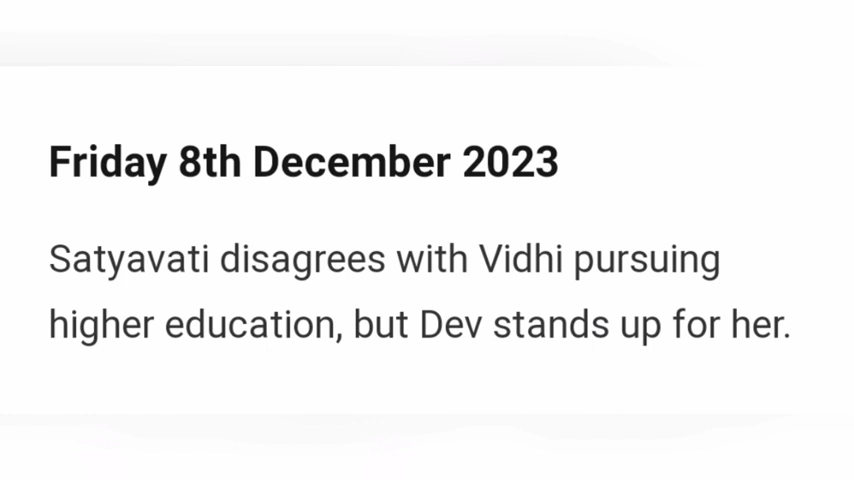 Friday 8th December 2023
Satyavati disagrees with Vidhi pursuing
higher education, but Dev stands up for her.